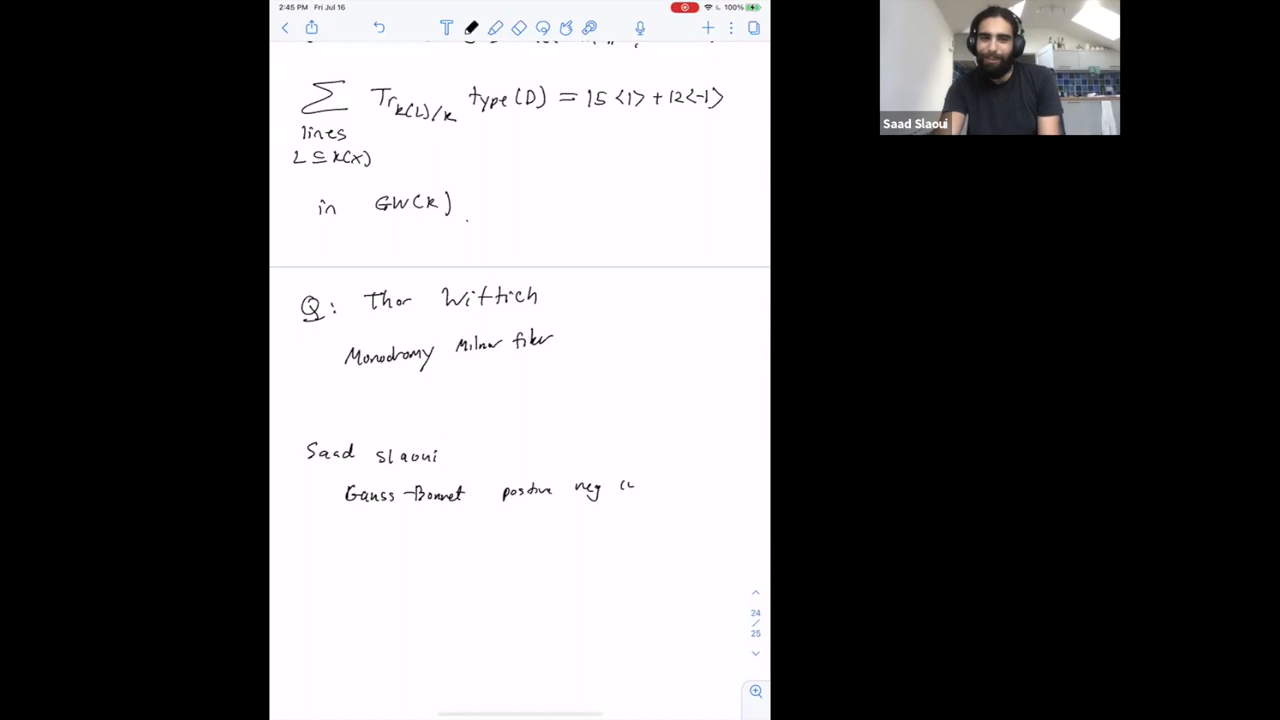 2:45 PM Fri Jul 16
100%
Σ Tr_{k(L)/k} type(D) = 15<1> + 12<-1>
lines
L ⊆ k(X)
in GW(k)
Q: Thor Wittich
Monodromy Milnor fiber
Saad Slaoui
Gauss-Bonnet positive neg
24
/
25
Saad Slaoui